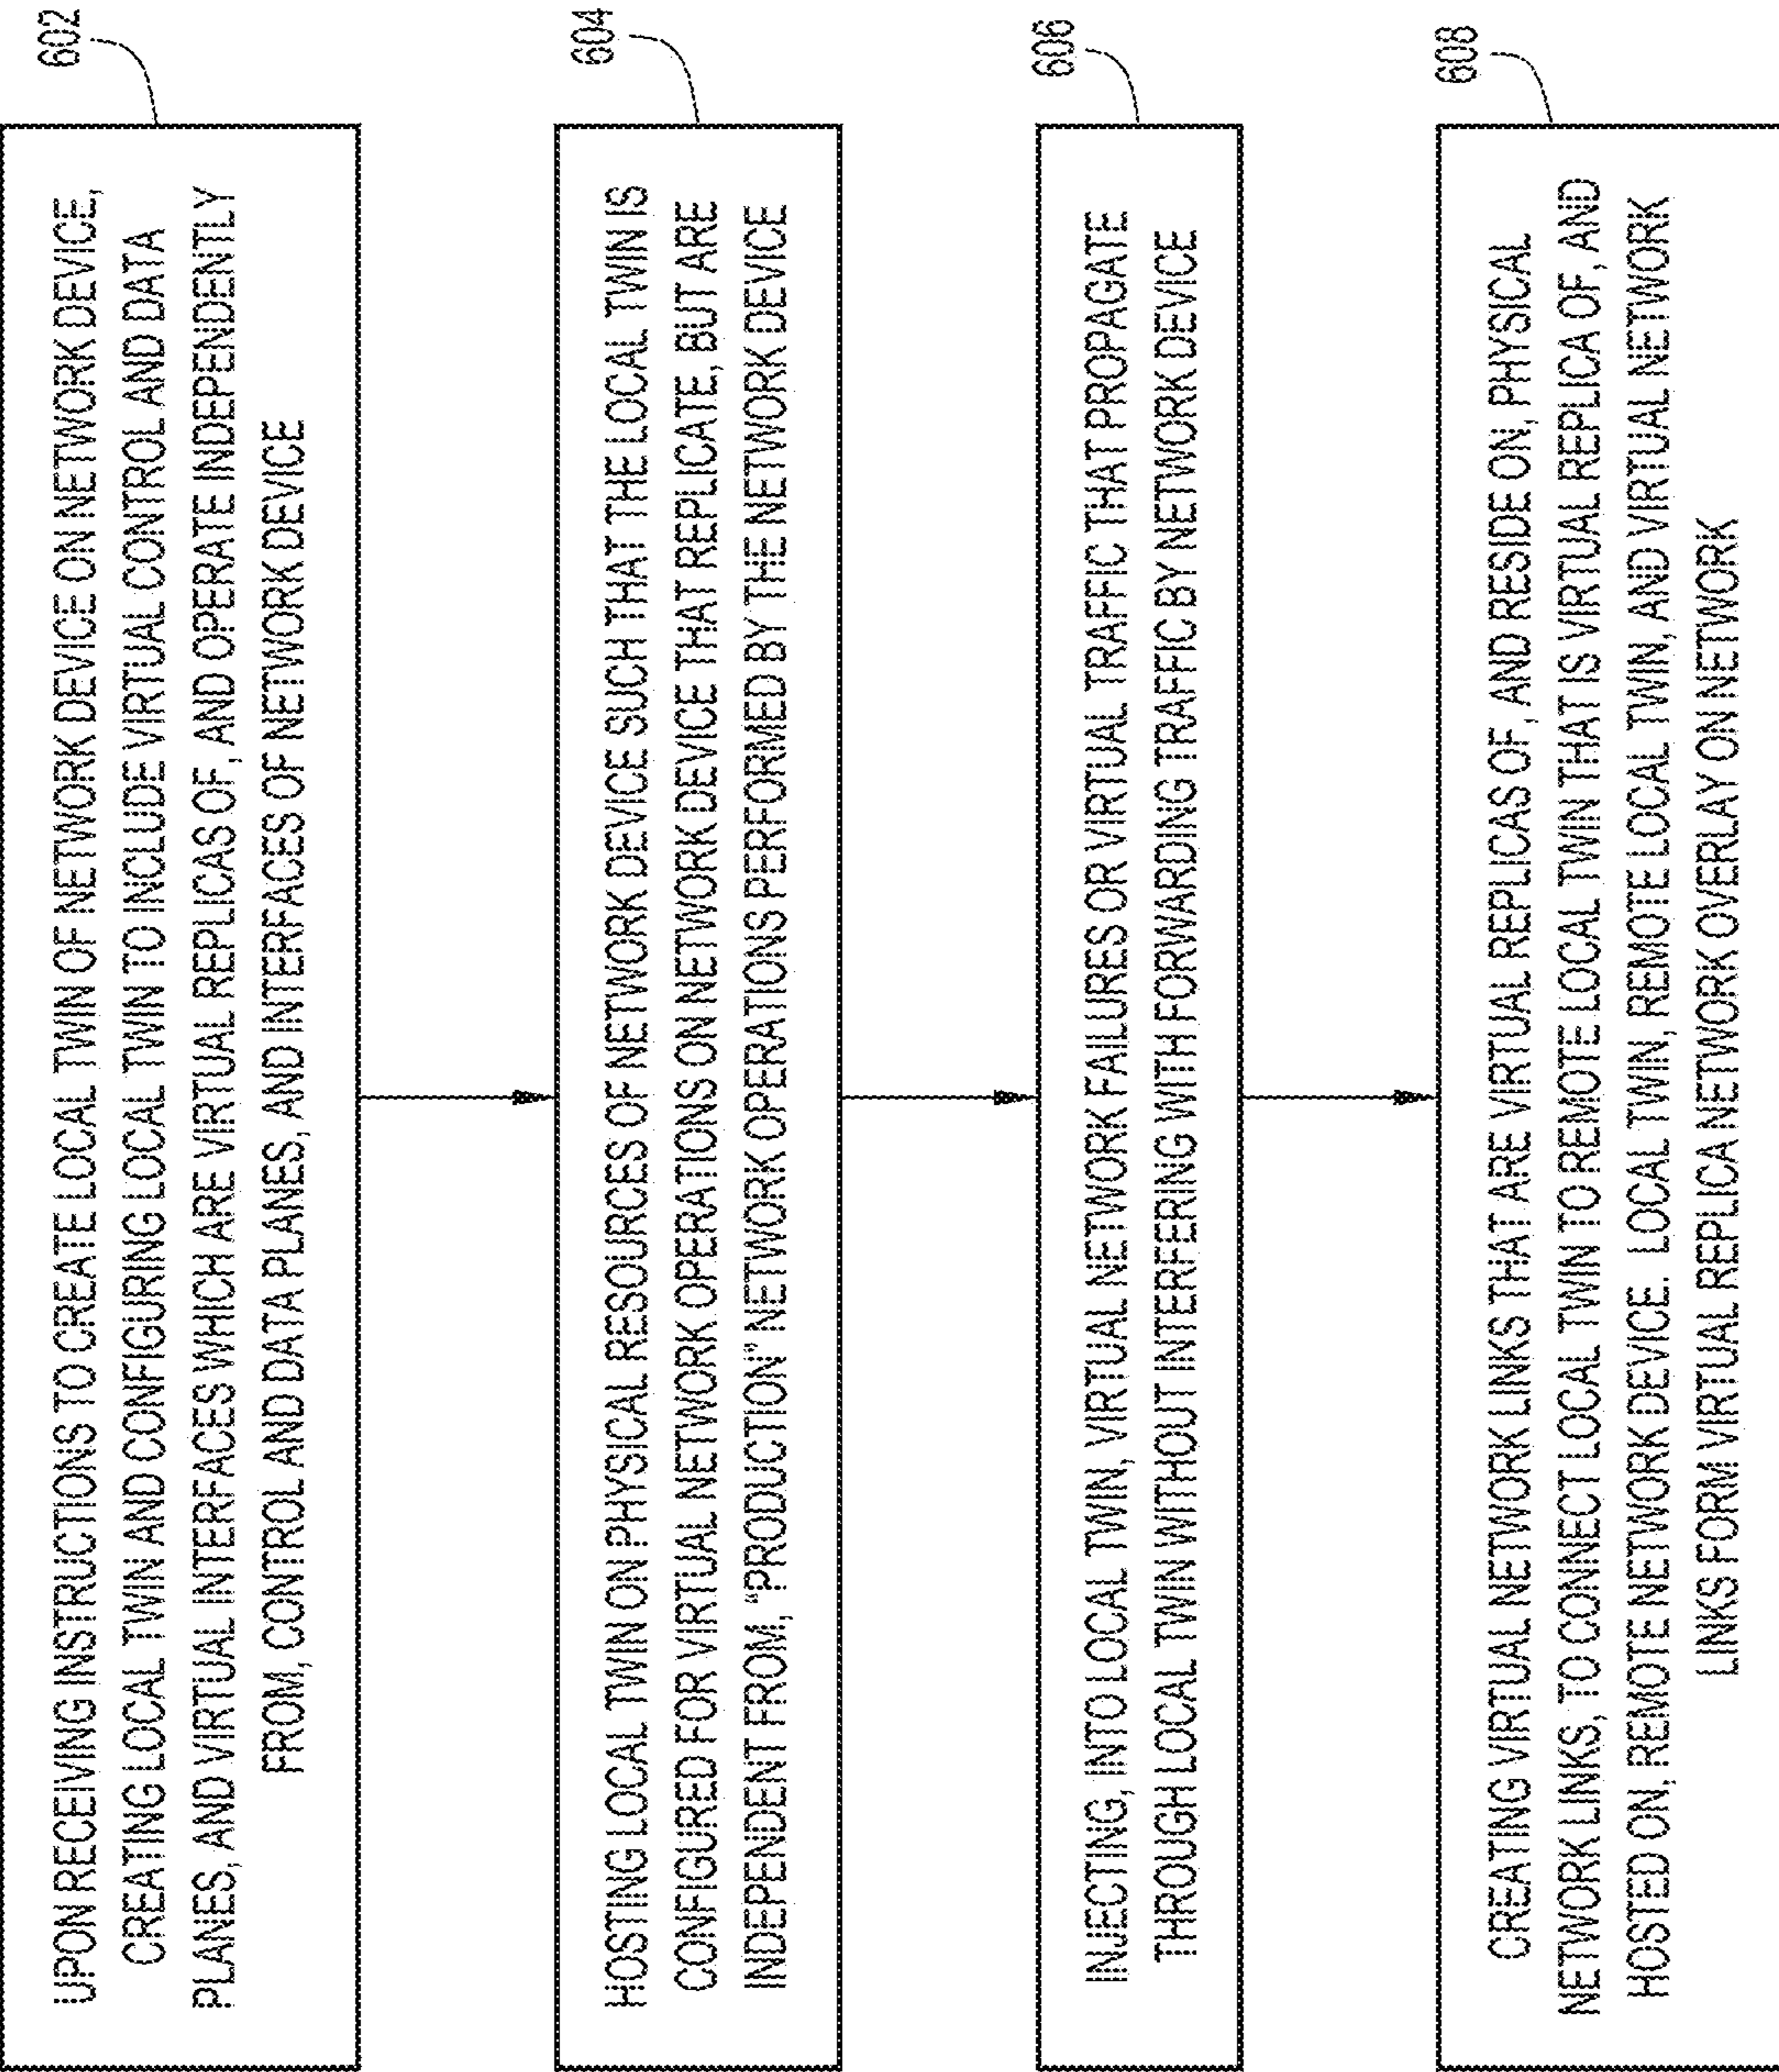 602
UPON RECEIVING INSTRUCTIONS TO CREATE LOCAL TWIN OF NETWORK DEVICE ON NETWORK DEVICE,
CREATING LOCAL TWIN AND CONFIGURING LOCAL TWIN TO INCLUDE VIRTUAL CONTROL AND DATA
PLANES, AND VIRTUAL INTERFACES WHICH ARE VIRTUAL REPLICAS OF, AND OPERATE INDEPENDENTLY
FROM, CONTROL AND DATA PLANES, AND INTERFACES OF NETWORK DEVICE
604
HOSTING LOCAL TWIN ON PHYSICAL RESOURCES OF NETWORK DEVICE SUCH THAT THE LOCAL TWIN IS
CONFIGURED FOR VIRTUAL NETWORK OPERATIONS ON NETWORK DEVICE THAT REPLICATE, BUT ARE
INDEPENDENT FROM, "PRODUCTION" NETWORK OPERATIONS PERFORMED BY THE NETWORK DEVICE
606
INJECTING, INTO LOCAL TWIN, VIRTUAL NETWORK FAILURES OR VIRTUAL TRAFFIC THAT PROPAGATE
THROUGH LOCAL TWIN WITHOUT INTERFERING WITH FORWARDING TRAFFIC BY NETWORK DEVICE
608
CREATING VIRTUAL NETWORK LINKS THAT ARE VIRTUAL REPLICAS OF, AND RESIDE ON, PHYSICAL
NETWORK LINKS, TO CONNECT LOCAL TWIN TO REMOTE LOCAL TWIN THAT IS VIRTUAL REPLICA OF, AND
HOSTED ON, REMOTE NETWORK DEVICE. LOCAL TWIN, REMOTE LOCAL TWIN, AND VIRTUAL NETWORK
LINKS FORM VIRTUAL REPLICA NETWORK OVERLAY ON NETWORK